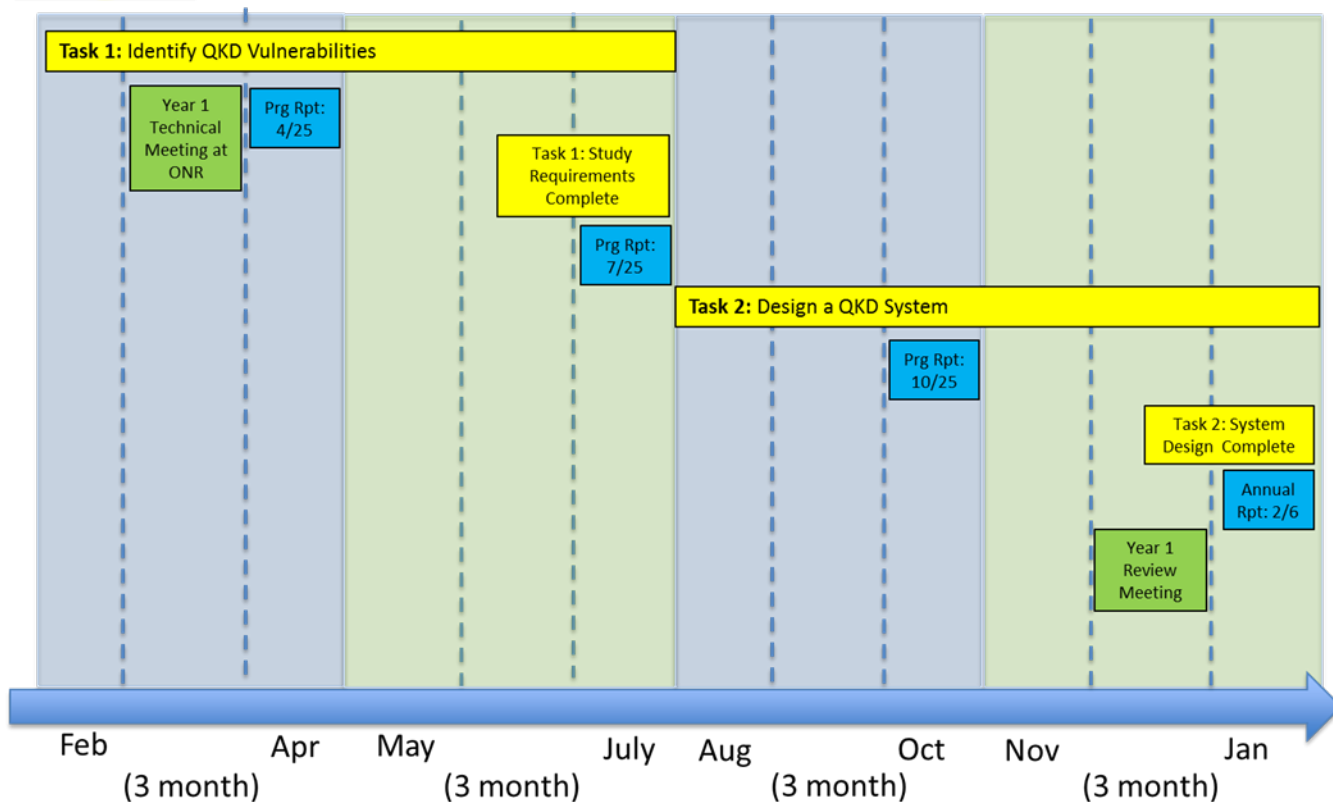 Task 1: Identify QKD Vulnerabilities
Year 1
Technical
Meeting at
ONR
Prg Rpt:
4/25
Task 1: Study
Requirements
Complete
Prg Rpt:
7/25
Task 2: Design a QKD System
Prg Rpt:
10/25
Task 2: System
Design Complete
Annual
Rpt: 2/6
Year 1
Review
Meeting
Feb Apr May July Aug Oct Nov Jan
(3 month) (3 month) (3 month) (3 month)